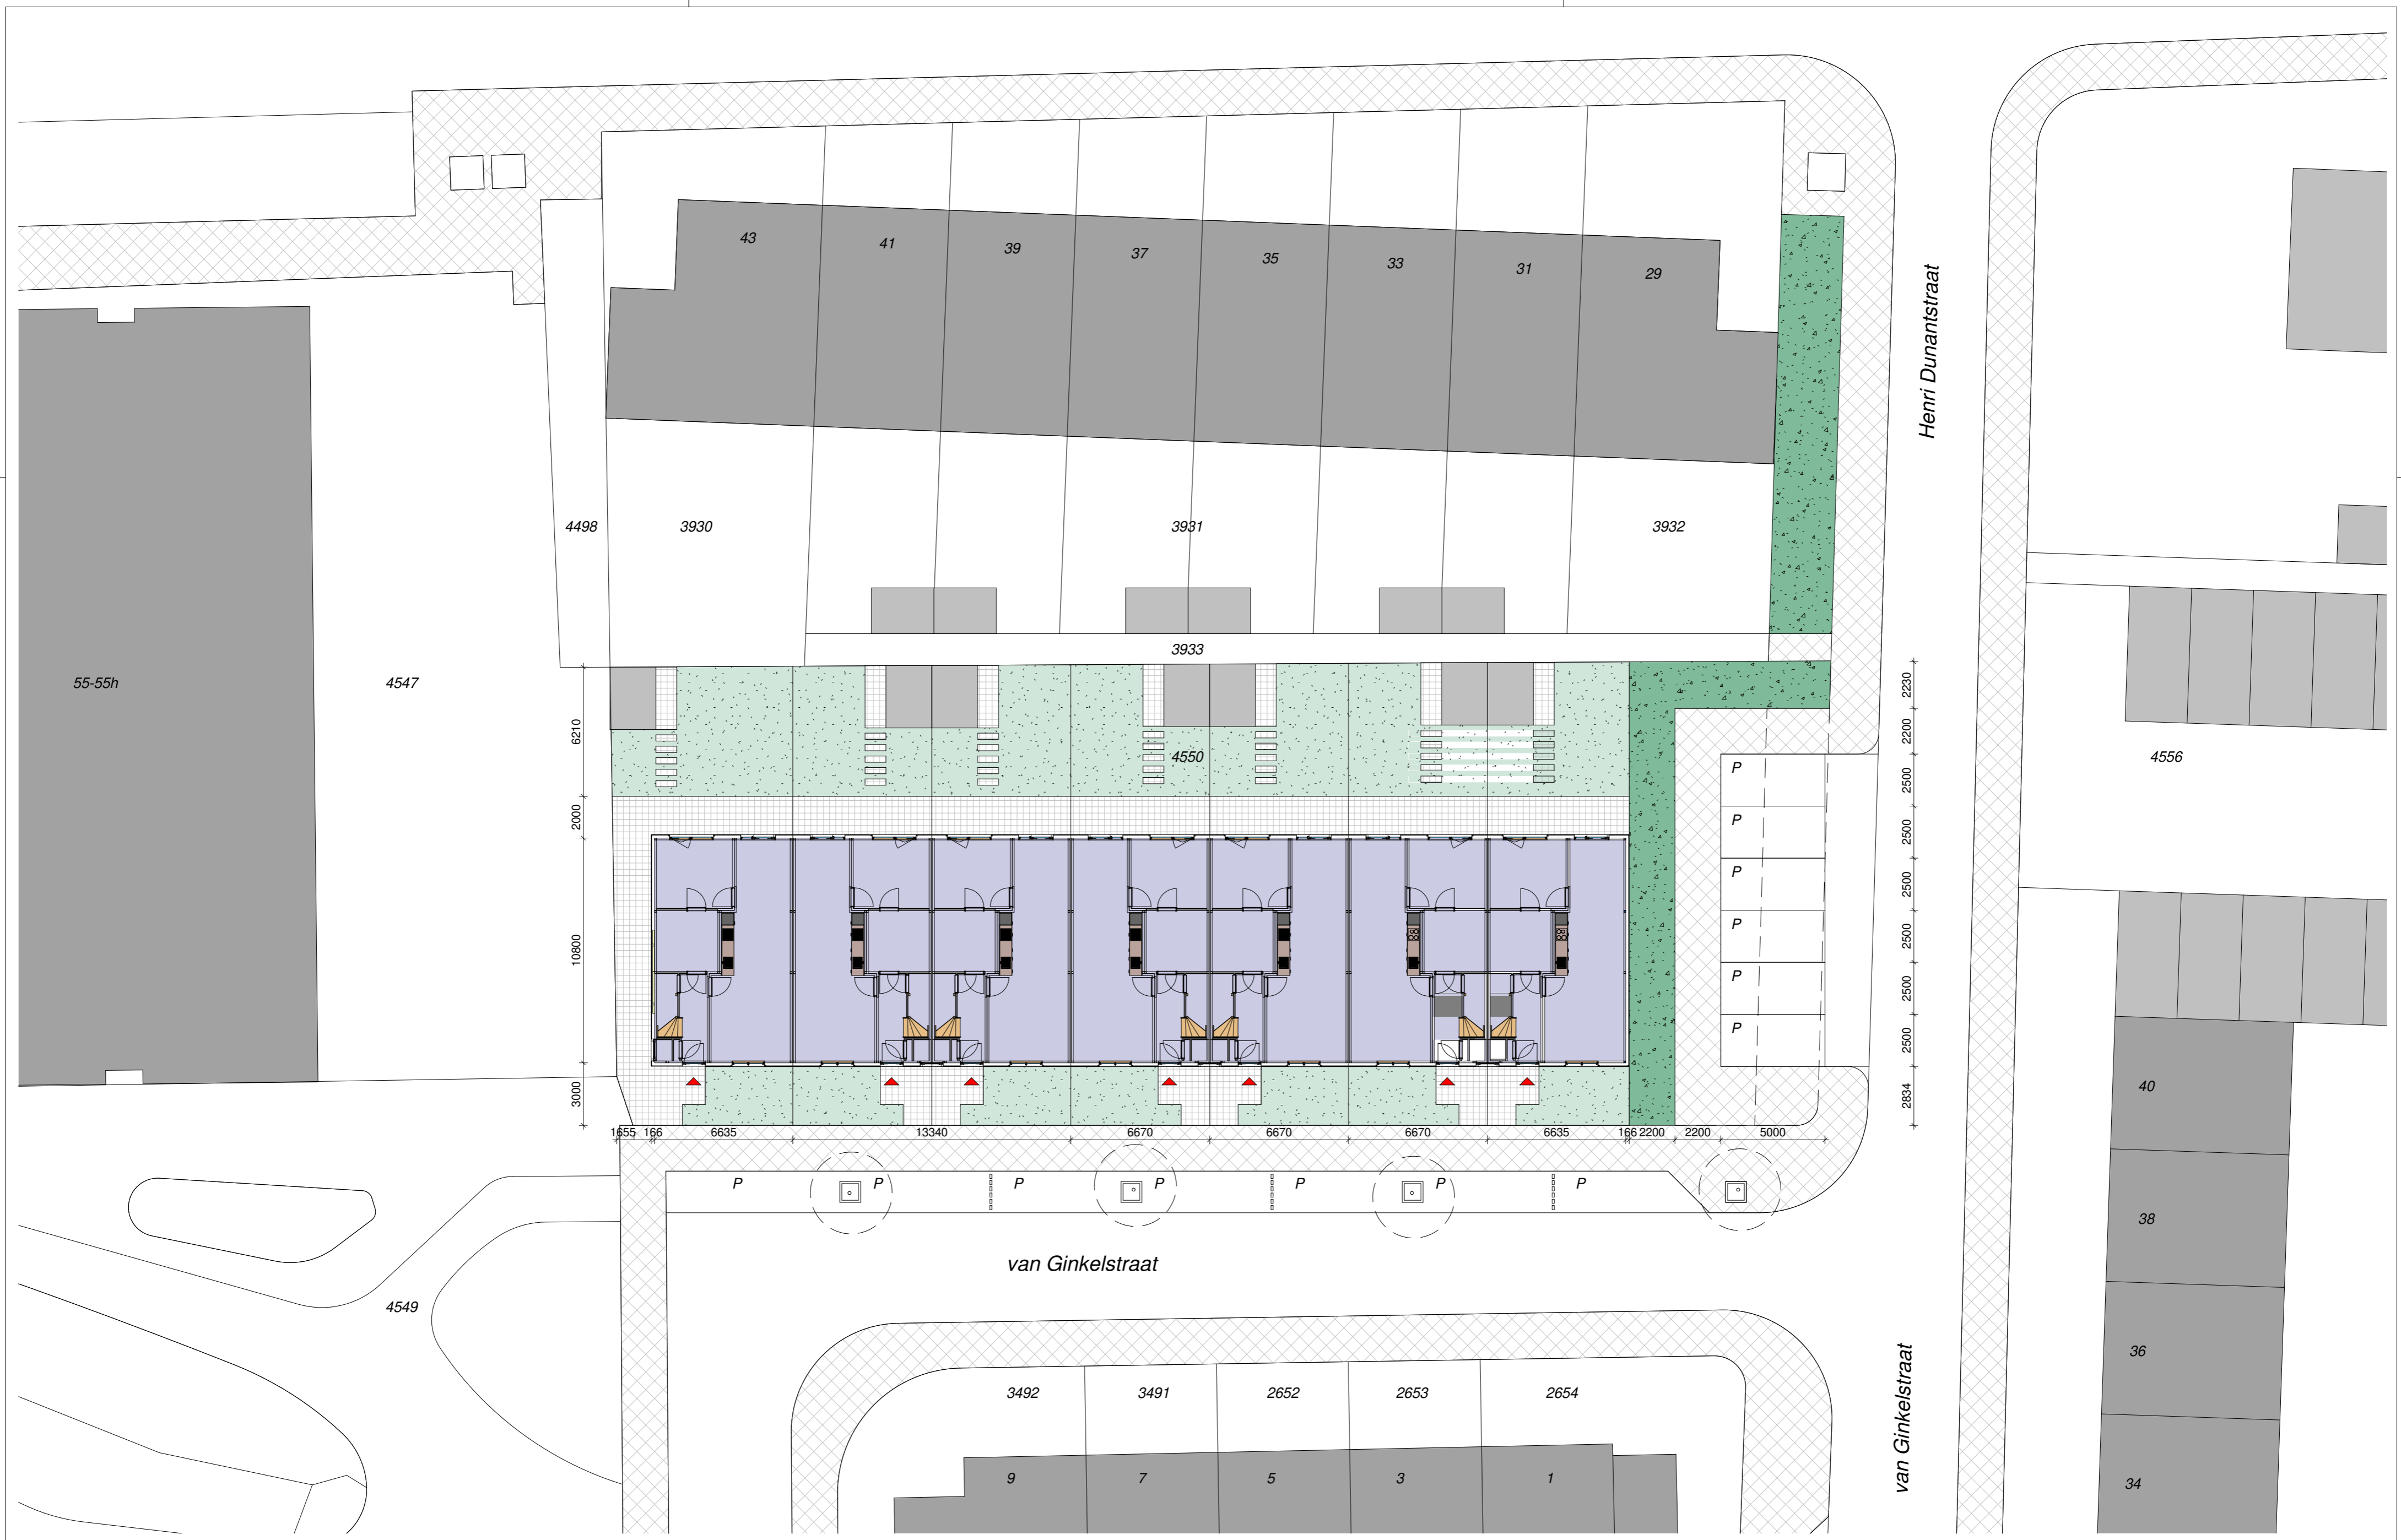 43
41
39
37
35
33
31
29
Henri Dunantstraat
4498
3930
3931
3932
3933
55-55h
4547
4550
4556
6210
2000
10800
3000
2230
2200
2500
2500
2500
2500
2500
2500
2834
P
P
P
P
P
P
1655 166 6635 13340 6670 6670 6670 6635 166 2200 2200 5000
P P P P P P P
van Ginkelstraat
4549
40
38
36
34
van Ginkelstraat
3492 3491 2652 2653 2654
9 7 5 3 1